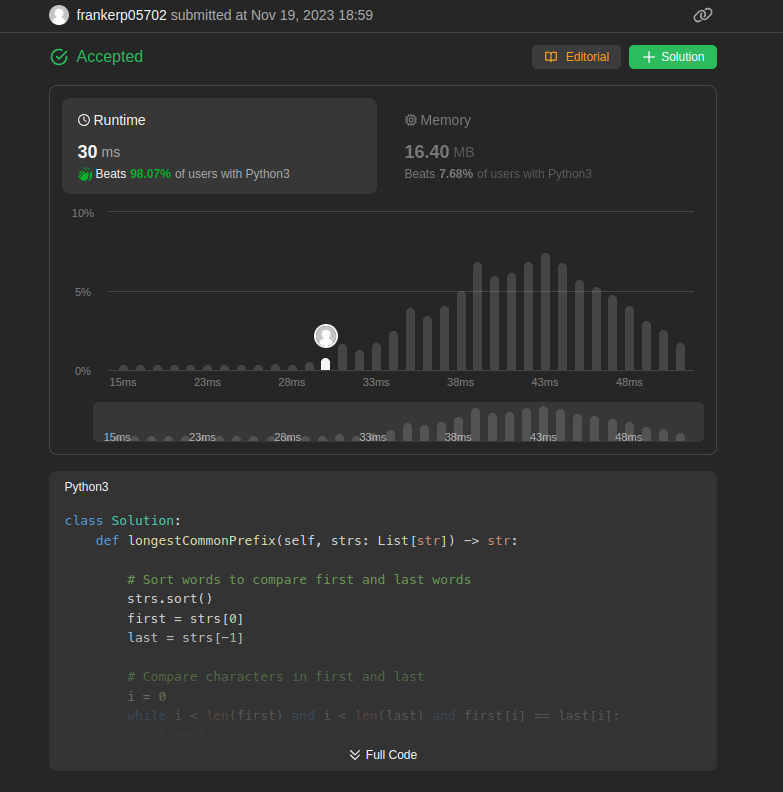 frankerp05702 submitted at Nov 19, 2023 18:59
Accepted
Editorial
Solution
Runtime
30 ms
Beats 98.07% of users with Python3
Memory
16.40 MB
Beats 7.68% of users with Python3
10%
5%
0%
15ms 23ms 28ms 33ms 38ms 43ms 48ms
15ms 23ms 28ms 33ms 38ms 43ms 48ms
Python3
class Solution:
def longestCommonPrefix(self, strs: List[str]) -> str:
# Sort words to compare first and last words
strs.sort()
first = strs[0]
last = strs[-1]
# Compare characters in first and last
i = 0
while i < len(first) and i < len(last) and first[i] == last[i]:
Full Code